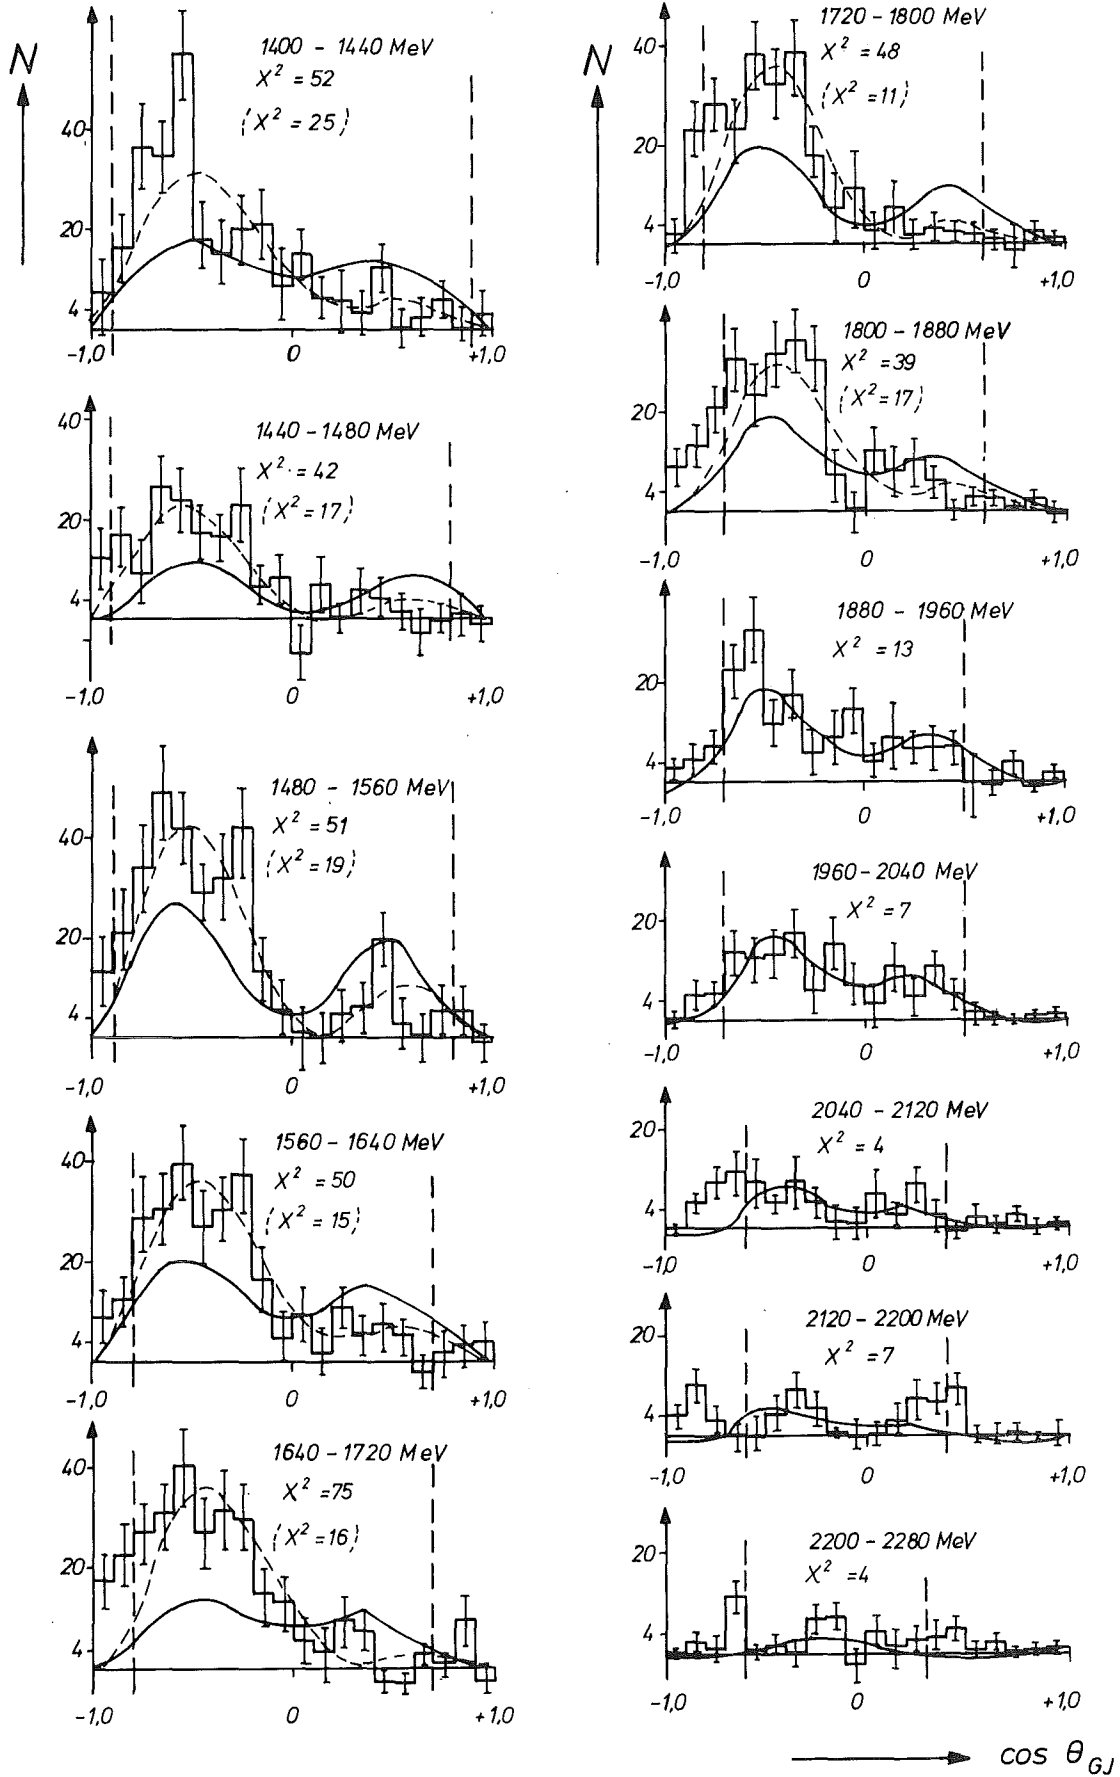 N
1400 – 1440 MeV
X² = 52
(X² = 25)
40
20
4
-1,0
0
+1,0
1440 – 1480 MeV
X² = 42
(X² = 17)
40
20
4
-1,0
0
+1,0
1480 – 1560 MeV
X² = 51
(X² = 19)
40
20
4
-1,0
0
+1,0
1560 – 1640 MeV
X² = 50
(X² = 15)
40
20
4
-1,0
0
+1,0
1640 – 1720 MeV
X² = 75
(X² = 16)
40
20
4
-1,0
0
+1,0
N
1720 – 1800 MeV
X² = 48
(X² = 11)
40
20
4
-1,0
0
+1,0
1800 – 1880 MeV
X² = 39
(X² = 17)
20
4
-1,0
0
+1,0
1880 – 1960 MeV
X² = 13
20
4
-1,0
0
+1,0
1960 – 2040 MeV
X² = 7
20
4
-1,0
0
+1,0
2040 – 2120 MeV
X² = 4
20
4
-1,0
0
+1,0
2120 – 2200 MeV
X² = 7
20
4
-1,0
0
+1,0
2200 – 2280 MeV
X² = 4
20
4
-1,0
0
+1,0
cos θ GJ